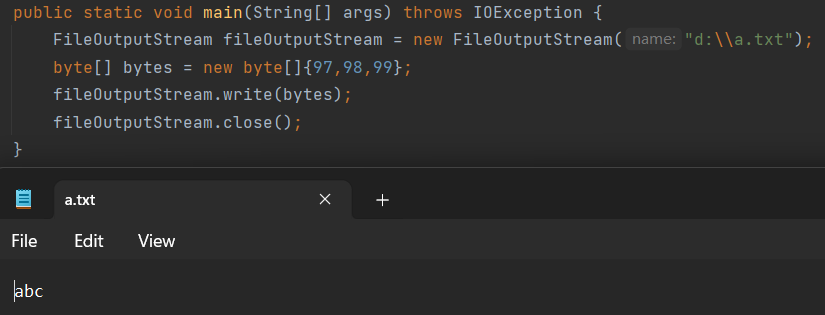 public static void main(String[] args) throws IOException {
    FileOutputStream fileOutputStream = new FileOutputStream( name: "d:\\a.txt");
    byte[] bytes = new byte[]{97,98,99};
    fileOutputStream.write(bytes);
    fileOutputStream.close();
}
a.txt
File Edit View
abc